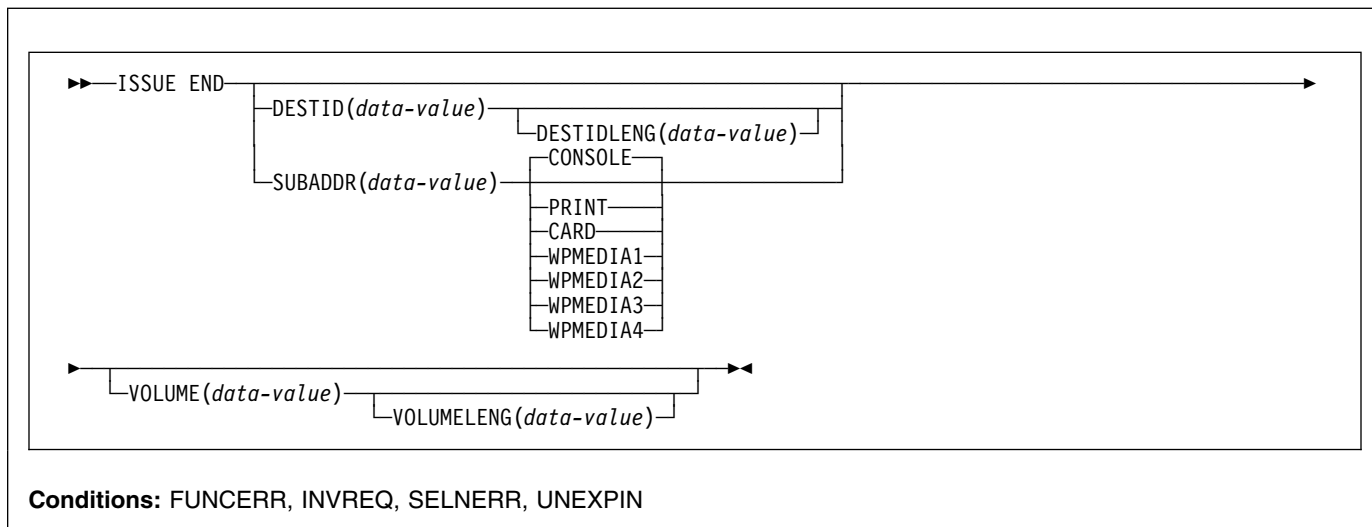 ISSUE END
DESTID(data-value)
DESTIDLENG(data-value)
CONSOLE
SUBADDR(data-value)
PRINT
CARD
WPMEDIA1
WPMEDIA2
WPMEDIA3
WPMEDIA4
VOLUME(data-value)
VOLUMELENG(data-value)
Conditions: FUNCERR, INVREQ, SELNERR, UNEXPIN